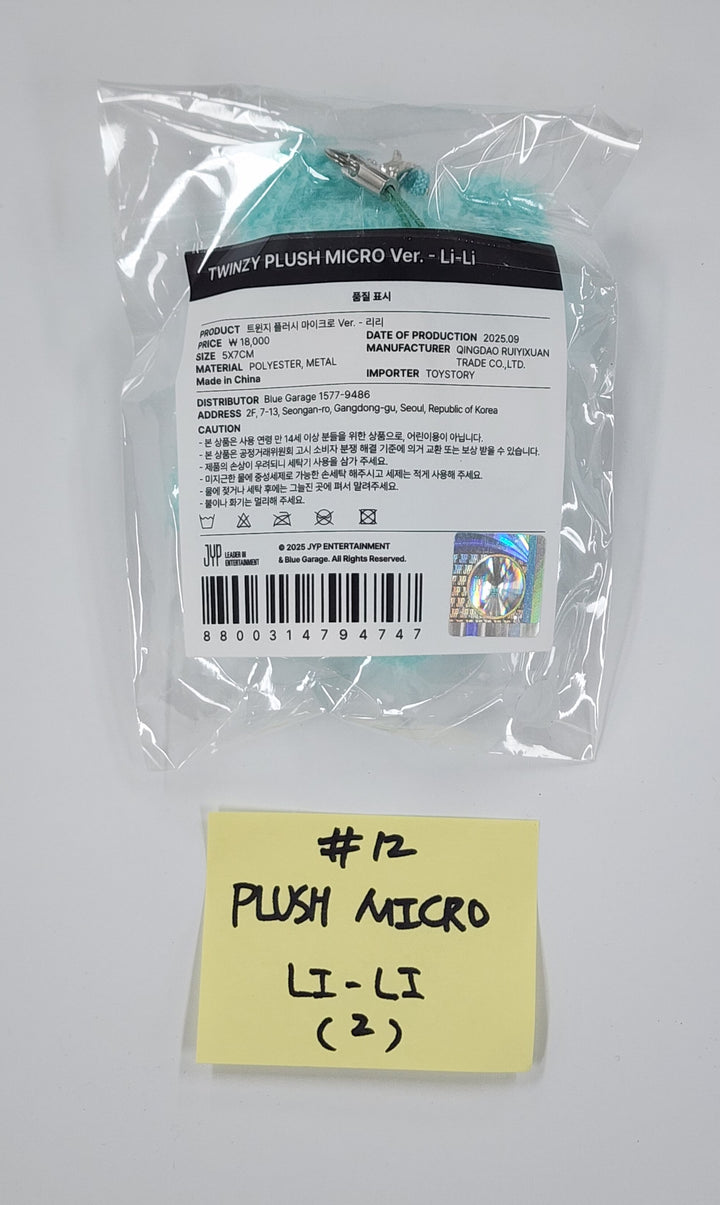 TWINZY PLUSH MICRO Ver. - Li-Li
품질 표시
PRODUCT 트윈지 플러시 마이크로 Ver. - 리리
PRICE ₩ 18,000
SIZE 5X7CM
MATERIAL POLYESTER, METAL
Made in China
DATE OF PRODUCTION 2025.09
MANUFACTURER QINGDAO RUIYIXUAN
TRADE CO.,LTD.
IMPORTER TOYSTORY
DISTRIBUTOR Blue Garage 1577-9486
ADDRESS 2F, 7-13, Seongan-ro, Gangdong-gu, Seoul, Republic of Korea
CAUTION
- 본 상품은 사용 연령 만 14세 이상 분들을 위한 상품으로, 어린이용이 아닙니다.
- 본 상품은 공정거래위원회 고시 소비자 분쟁 해결 기준에 의거 교환 또는 보상 받을 수 있습니다.
- 제품의 손상이 우려되니 세탁기 사용을 삼가 주세요.
- 미지근한 물에 중성세제로 가능한 손세탁 해주시고 세제는 적게 사용해 주세요.
- 물에 젖거나 세탁 후에는 그늘진 곳에 펴서 말려주세요.
- 불이나 화기는 멀리해 주세요.
JYP LEADER IN
ENTERTAINMENT
© 2025 JYP ENTERTAINMENT
& Blue Garage. All Rights Reserved.
8800314794747
#12
PLUSH MICRO
LI-LI
(2)